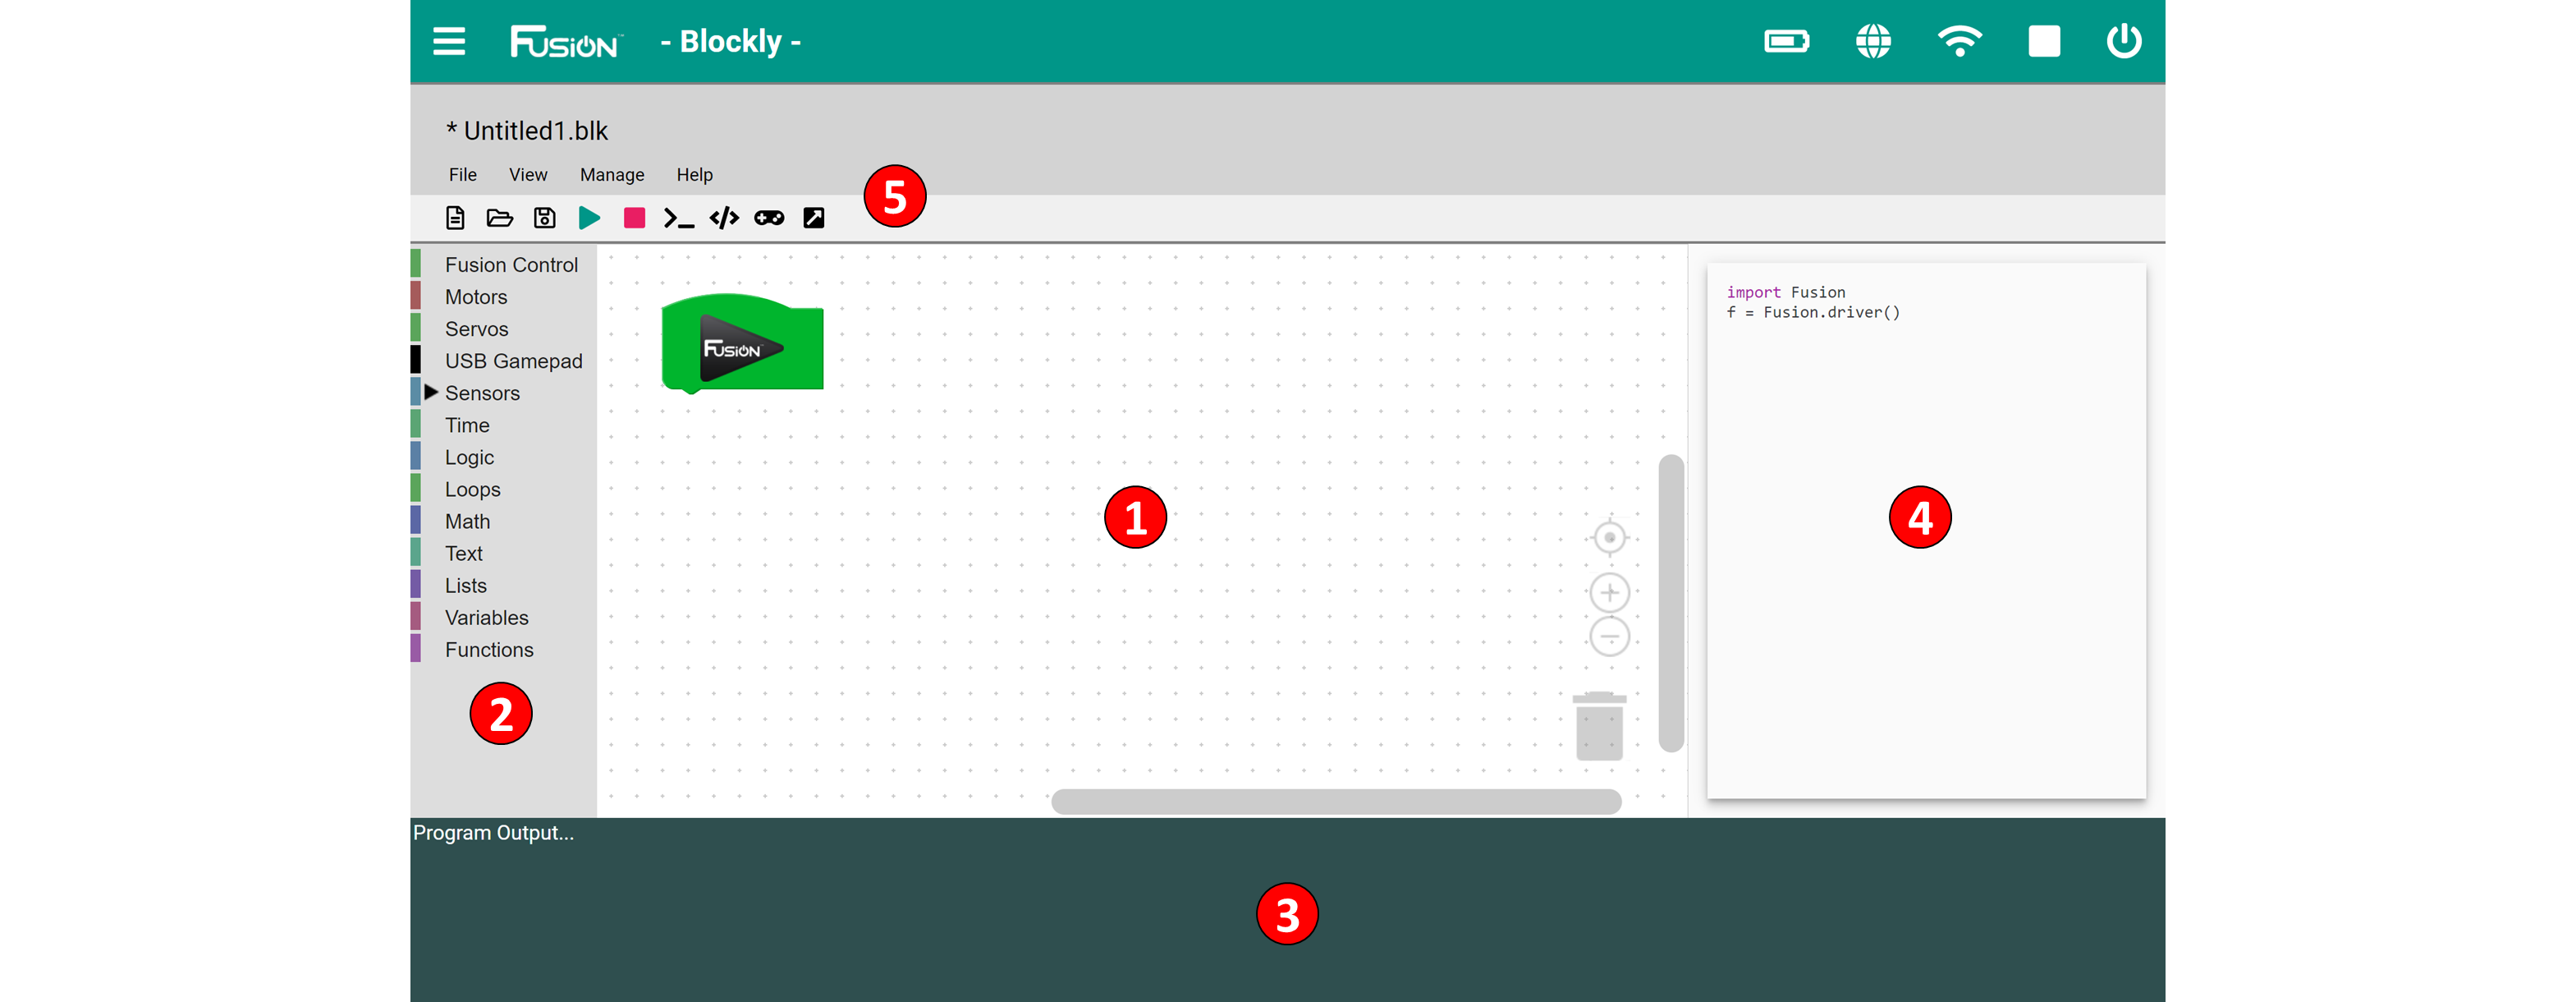 FUSiON™ - Blockly -
* Untitled1.blk
File View Manage Help
5
Fusion Control
Motors
Servos
USB Gamepad
Sensors
Time
Logic
Loops
Math
Text
Lists
Variables
Functions
2
FUSiON
1
import Fusion
f = Fusion.driver()
4
Program Output...
3